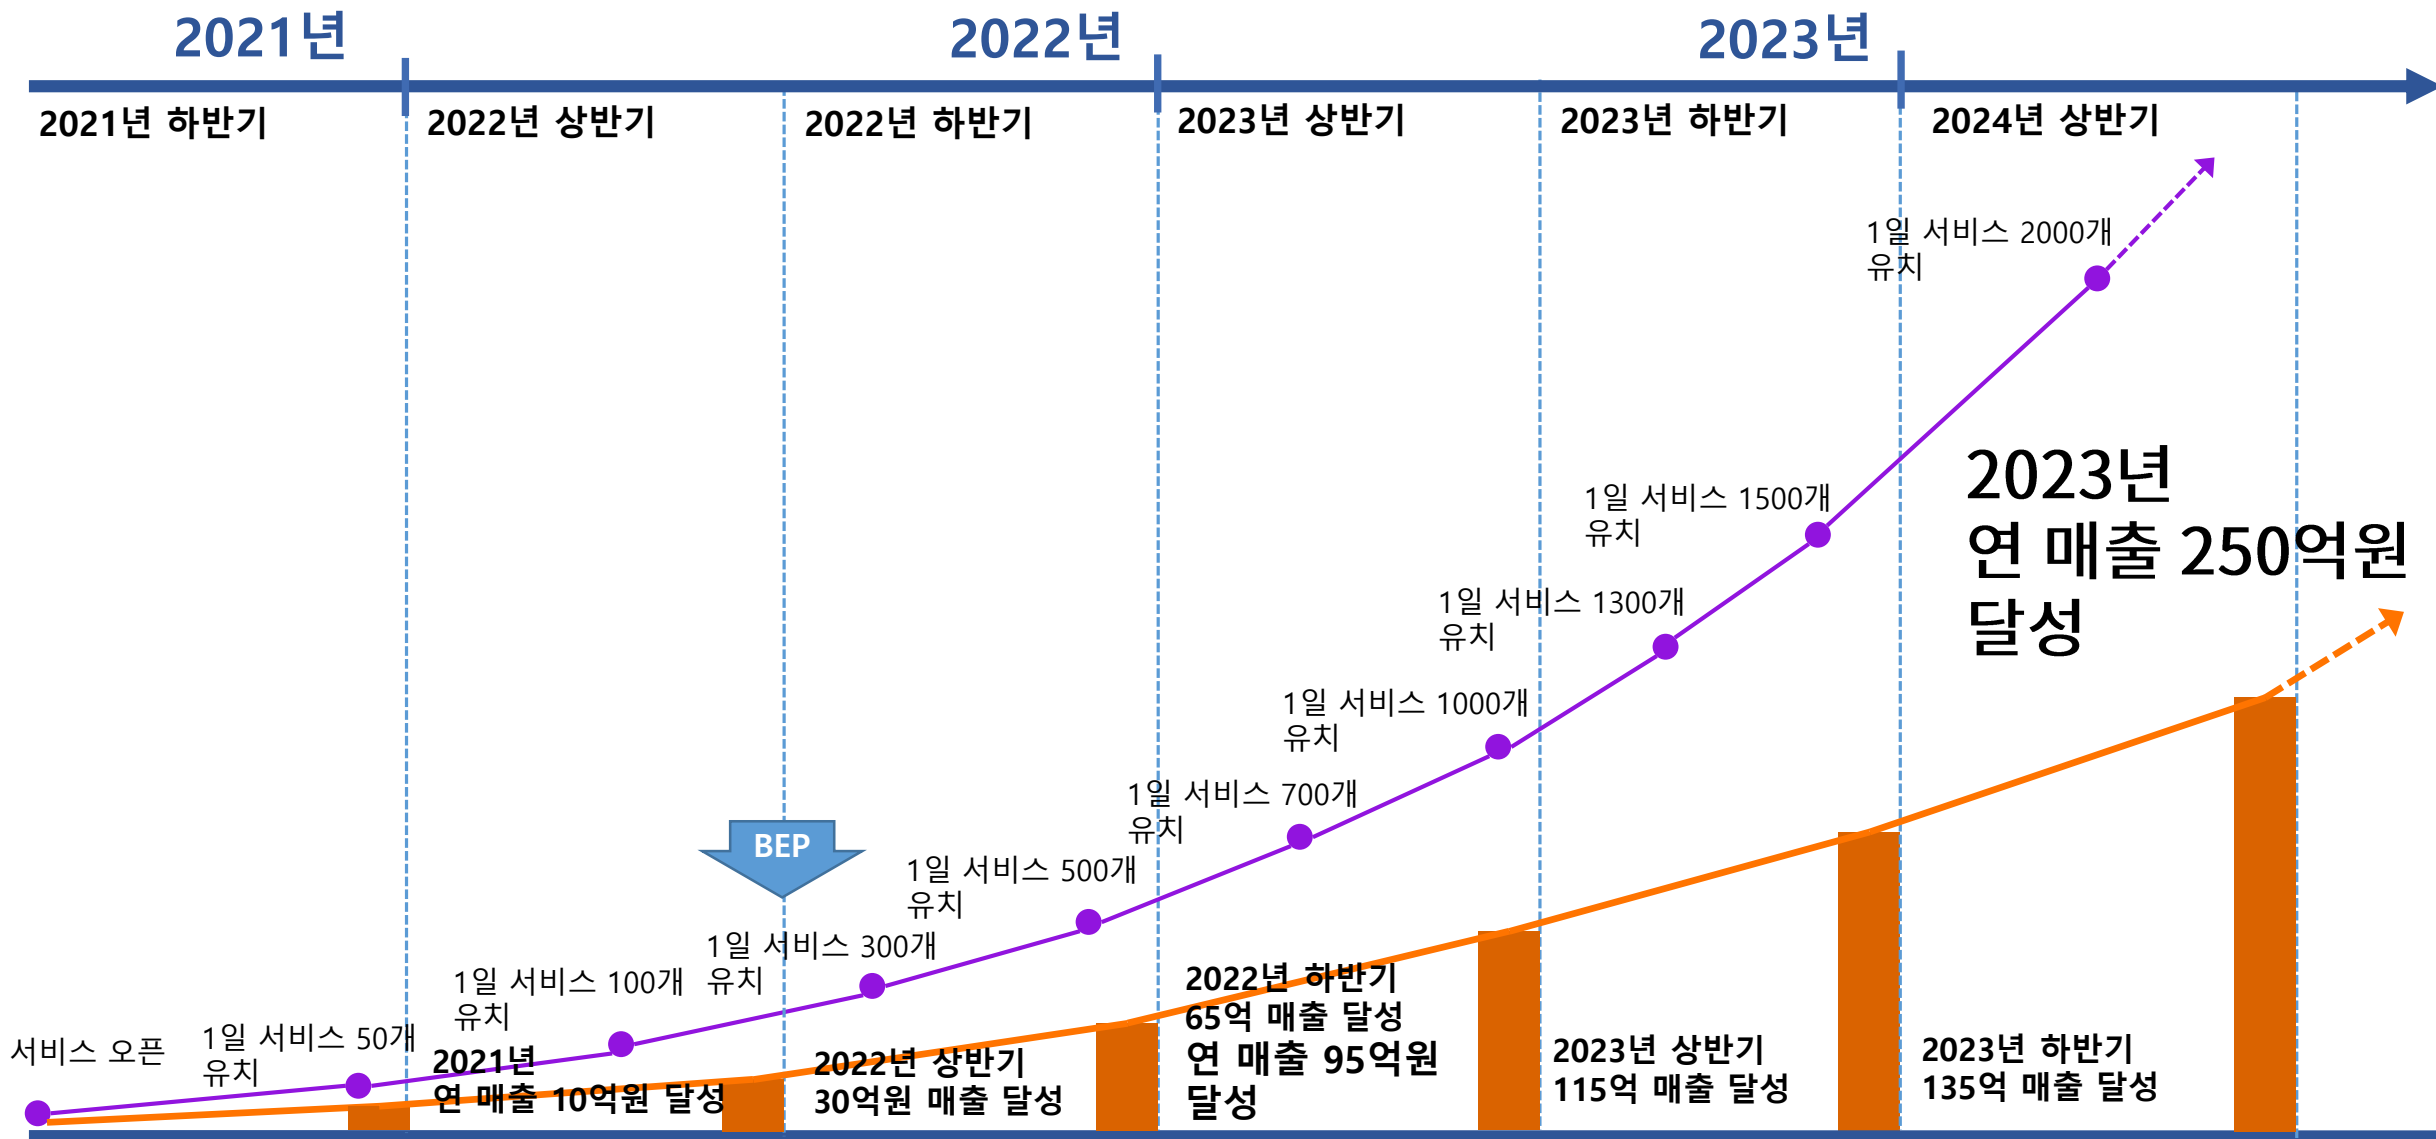 2021년
2022년
2023년
2021년 하반기
2022년 상반기
2022년 하반기
2023년 상반기
2023년 하반기
2024년 상반기
서비스 오픈
1일 서비스 50개
유치
1일 서비스 100개
유치
1일 서비스 300개
유치
1일 서비스 500개
유치
1일 서비스 700개
유치
1일 서비스 1000개
유치
1일 서비스 1300개
유치
1일 서비스 1500개
유치
1일 서비스 2000개
유치
BEP
2021년
연 매출 10억원 달성
2022년 상반기
30억원 매출 달성
2022년 하반기
65억 매출 달성
연 매출 95억원
달성
2023년 상반기
115억 매출 달성
2023년 하반기
135억 매출 달성
2023년
연 매출 250억원
달성